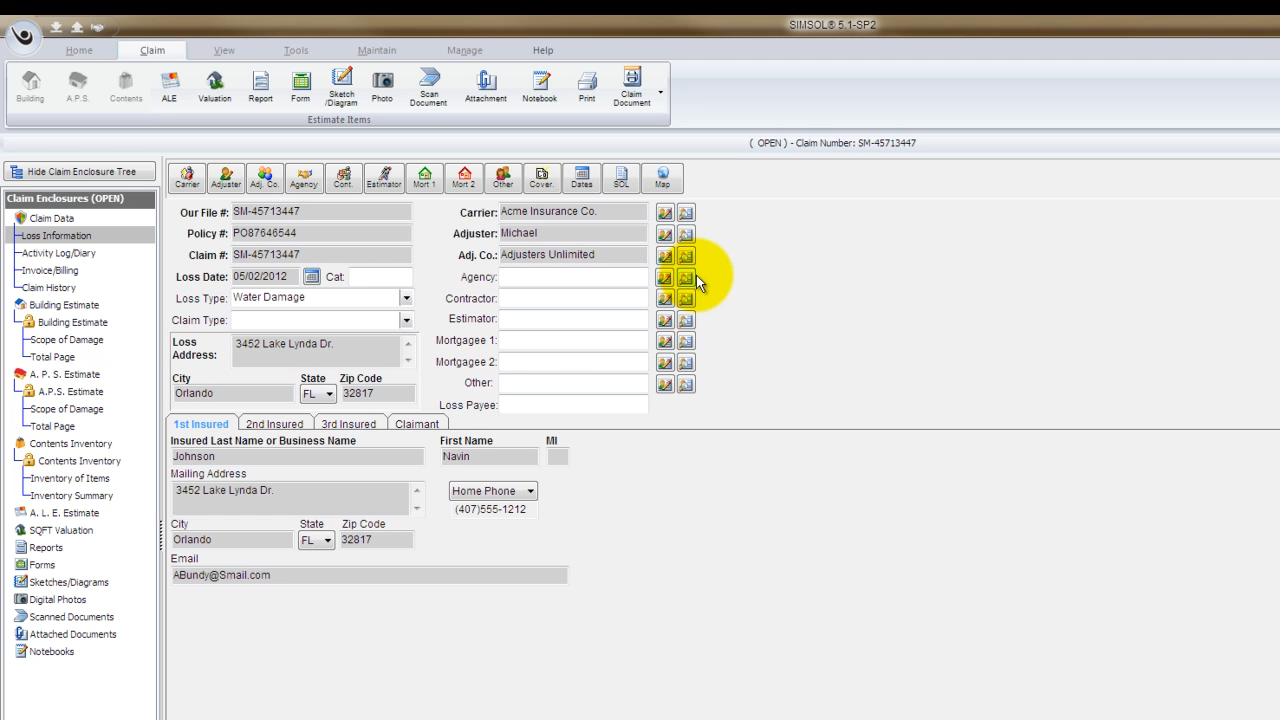 SIMSOL® 5.1-SP2
Home Claim View Tools Maintain Manage Help
Building A.P.S. Contents ALE Valuation Report Form Sketch /Diagram Photo Scan Document Attachment Notebook Print Claim Document
Estimate Items
( OPEN ) - Claim Number: SM-45713447
Hide Claim Enclosure Tree
Carrier Adjuster Adj. Co. Agency Cont. Estimator Mort 1 Mort 2 Other Cover. Dates SOL Map
Claim Enclosures (OPEN)
Claim Data
Loss Information
Activity Log/Diary
Invoice/Billing
Claim History
Building Estimate
Building Estimate
Scope of Damage
Total Page
A. P. S. Estimate
A.P.S. Estimate
Scope of Damage
Total Page
Contents Inventory
Contents Inventory
Inventory of Items
Inventory Summary
A. L. E. Estimate
SQFT Valuation
Reports
Forms
Sketches/Diagrams
Digital Photos
Scanned Documents
Attached Documents
Notebooks
Our File #: SM-45713447
Policy #: PO87646544
Claim #: SM-45713447
Loss Date: 05/02/2012 Cat:
Loss Type: Water Damage
Claim Type:
Loss Address: 3452 Lake Lynda Dr.
City State Zip Code
Orlando FL 32817
Carrier: Acme Insurance Co.
Adjuster: Michael
Adj. Co.: Adjusters Unlimited
Agency:
Contractor:
Estimator:
Mortgagee 1:
Mortgagee 2:
Other:
Loss Payee:
1st Insured 2nd Insured 3rd Insured Claimant
Insured Last Name or Business Name First Name MI
Johnson Navin
Mailing Address
3452 Lake Lynda Dr. Home Phone
(407)555-1212
City State Zip Code
Orlando FL 32817
Email
ABundy@Smail.com